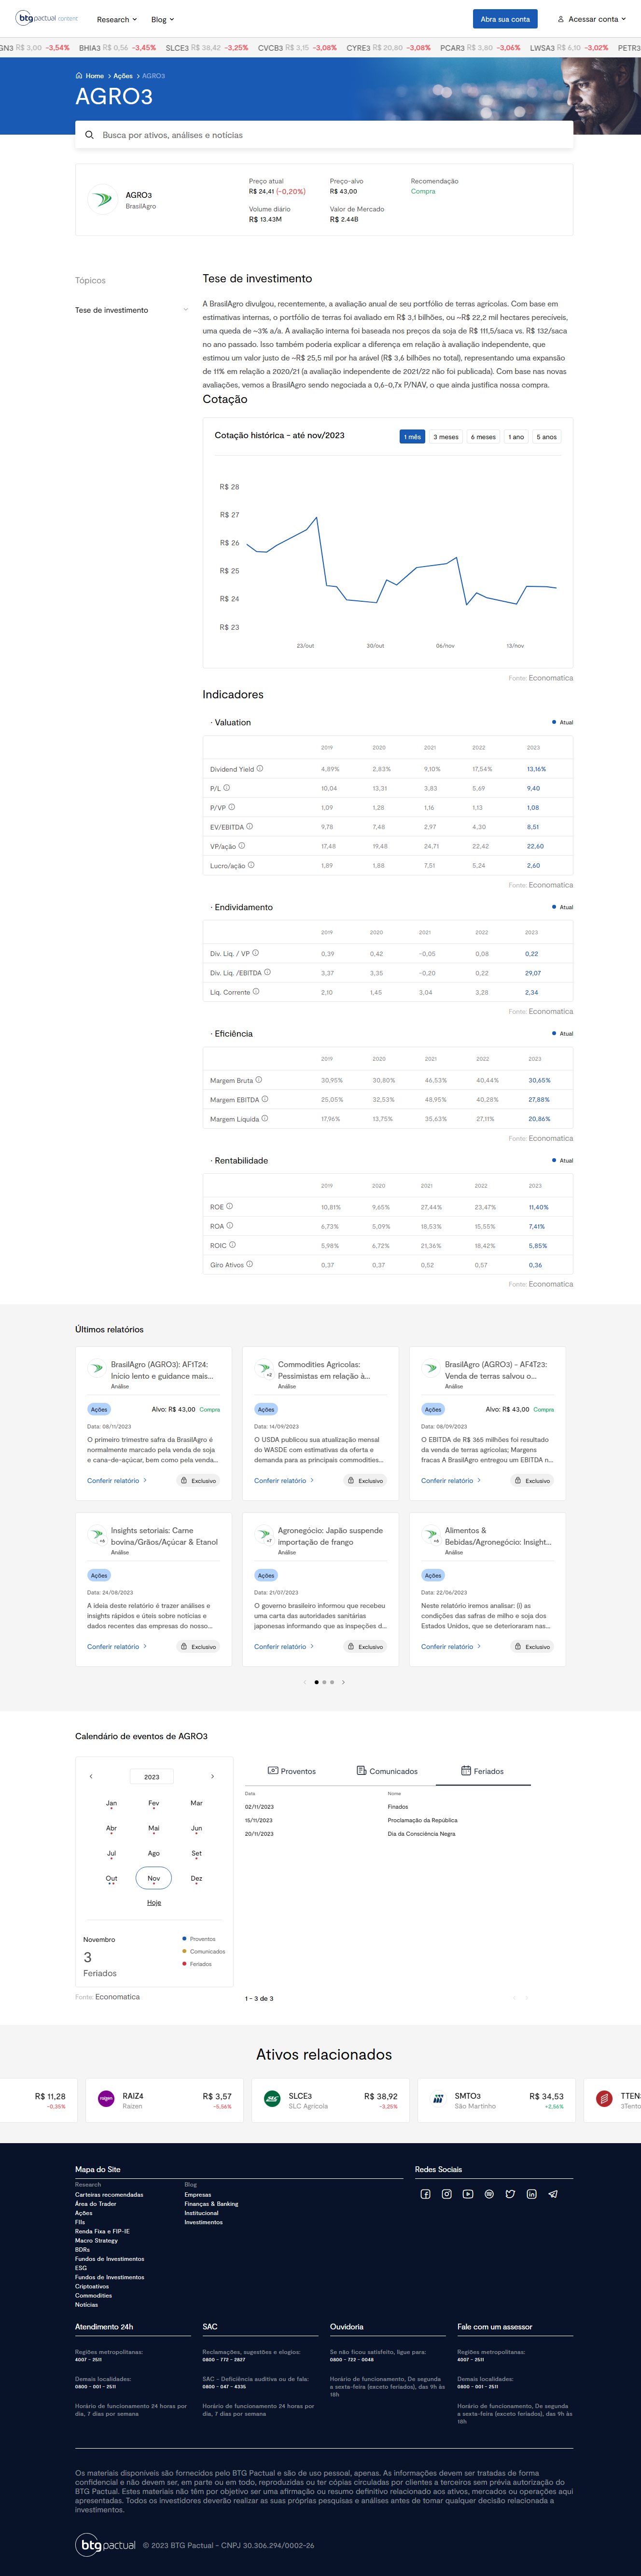 btg pactual content
Research
Blog
Abra sua conta
Acessar conta
GN3 R$ 3,00 -3,54%
BHIA3 R$ 0,56 -3,45%
SLCE3 R$ 38,42 -3,25%
CVCB3 R$ 3,15 -3,08%
CYRE3 R$ 20,80 -3,08%
PCAR3 R$ 3,80 -3,06%
LWSA3 R$ 6,10 -3,02%
PETR3
Home > Ações > AGRO3
AGRO3
Busca por ativos, análises e notícias
AGRO3
BrasilAgro
Preço atual
R$ 24,41 (-0,20%)
Preço-alvo
R$ 43,00
Recomendação
Compra
Volume diário
R$ 13.43M
Valor de Mercado
R$ 2.44B
Tópicos
Tese de investimento
Tese de investimento
A BrasilAgro divulgou, recentemente, a avaliação anual de seu portfólio de terras agrícolas. Com base em
estimativas internas, o portfólio de terras foi avaliado em R$ 3,1 bilhões, ou ~R$ 22,2 mil hectares perecíveis,
uma queda de ~3% a/a. A avaliação interna foi baseada nos preços da soja de R$ 111,5/saca vs. R$ 132/saca
no ano passado. Isso também poderia explicar a diferença em relação à avaliação independente, que
estimou um valor justo de ~R$ 25,5 mil por ha arável (R$ 3,6 bilhões no total), representando uma expansão
de 11% em relação a 2020/21 (a avaliação independente de 2021/22 não foi publicada). Com base nas novas
avaliações, vemos a BrasilAgro sendo negociada a 0,6-0,7x P/NAV, o que ainda justifica nossa compra.
Cotação
Cotação histórica - até nov/2023
1 mês
3 meses
6 meses
1 ano
5 anos
R$ 28
R$ 27
R$ 26
R$ 25
R$ 24
R$ 23
23/out
30/out
06/nov
13/nov
Fonte: Economatica
Indicadores
· Valuation
Atual
2019 2020 2021 2022 2023
Dividend Yield 4,89% 2,83% 9,10% 17,54% 13,16%
P/L 10,04 13,31 3,83 5,69 9,40
P/VP 1,09 1,28 1,16 1,13 1,08
EV/EBITDA 9,78 7,48 2,97 4,30 8,51
VP/ação 17,48 19,48 24,71 22,42 22,60
Lucro/ação 1,89 1,88 7,51 5,24 2,60
Fonte: Economatica
· Endividamento
Atual
2019 2020 2021 2022 2023
Div. Liq. / VP 0,39 0,42 -0,05 0,08 0,22
Div. Liq. /EBITDA 3,37 3,35 -0,20 0,22 29,07
Liq. Corrente 2,10 1,45 3,04 3,28 2,34
Fonte: Economatica
· Eficiência
Atual
2019 2020 2021 2022 2023
Margem Bruta 30,95% 30,80% 46,53% 40,44% 30,65%
Margem EBITDA 25,05% 32,53% 48,95% 40,28% 27,88%
Margem Líquida 17,96% 13,75% 35,63% 27,11% 20,86%
Fonte: Economatica
· Rentabilidade
Atual
2019 2020 2021 2022 2023
ROE 10,81% 9,65% 27,44% 23,47% 11,40%
ROA 6,73% 5,09% 18,53% 15,55% 7,41%
ROIC 5,98% 6,72% 21,36% 18,42% 5,85%
Giro Ativos 0,37 0,37 0,52 0,57 0,36
Fonte: Economatica
Últimos relatórios
BrasilAgro (AGRO3): AF1T24:
Início lento e guidance mais...
Análise
Ações
Alvo: R$ 43,00 Compra
Data: 08/11/2023
O primeiro trimestre safra da BrasilAgro é
normalmente marcado pela venda de soja
e cana-de-açúcar, bem como pela venda...
Conferir relatório
Exclusivo
+2
Commodities Agrícolas:
Pessimistas em relação à...
Análise
Ações
Data: 14/09/2023
O USDA publicou sua atualização mensal
do WASDE com estimativas da oferta e
demanda para as principais commodities...
Conferir relatório
Exclusivo
BrasilAgro (AGRO3) - AF4T23:
Venda de terras salvou o...
Análise
Ações
Alvo: R$ 43,00 Compra
Data: 08/09/2023
O EBITDA de R$ 365 milhões foi resultado
da venda de terras agrícolas; Margens
fracas A BrasilAgro entregou um EBITDA n...
Conferir relatório
Exclusivo
Insights setoriais: Carne
bovina/Grãos/Açúcar & Etanol
Análise
Ações
Data: 24/08/2023
A ideia deste relatório é trazer análises e
insights rápidos e úteis sobre notícias e
dados recentes das empresas do nosso...
Conferir relatório
Exclusivo
+7
Agronegócio: Japão suspende
importação de frango
Análise
Ações
Data: 21/07/2023
O governo brasileiro informou que recebeu
uma carta das autoridades sanitárias
japonesas informando que as inspeções d...
Conferir relatório
Exclusivo
Alimentos &
Bebidas/Agronegócio: Insight...
Análise
Ações
Data: 22/06/2023
Neste relatório iremos analisar: (i) as
condições das safras de milho e soja dos
Estados Unidos, que se deterioraram nas...
Conferir relatório
Exclusivo
Calendário de eventos de AGRO3
2023
Jan Fev Mar
Abr Mai Jun
Jul Ago Set
Out Nov Dez
Hoje
Novembro
3
Feriados
Proventos
Comunicados
Feriados
Fonte: Economatica
Proventos
Comunicados
Feriados
Data Nome
02/11/2023 Finados
15/11/2023 Proclamação da República
20/11/2023 Dia da Consciência Negra
1 - 3 de 3
Ativos relacionados
R$ 11,28
-0,35%
raízen
RAIZ4 R$ 3,57
Raízen -5,56%
SLCE3 R$ 38,92
SLC Agrícola -3,25%
SMTO3 R$ 34,53
São Martinho +2,56%
TTEN
3Tento
Mapa do Site
Research
Carteiras recomendadas
Área do Trader
Ações
FIIs
Renda Fixa e FIP-IE
Macro Strategy
BDRs
Fundos de Investimentos
ESG
Fundos de Investimentos
Criptoativos
Commodities
Notícias
Blog
Empresas
Finanças & Banking
Institucional
Investimentos
Redes Sociais
Atendimento 24h
Regiões metropolitanas:
4007 - 2511
Demais localidades:
0800 - 001 - 2511
Horário de funcionamento 24 horas por
dia, 7 dias por semana
SAC
Reclamações, sugestões e elogios:
0800 - 772 - 2827
SAC - Deficiência auditiva ou de fala:
0800 - 047 - 4335
Horário de funcionamento 24 horas por
dia, 7 dias por semana
Ouvidoria
Se não ficou satisfeito, ligue para:
0800 - 722 - 0048
Horário de funcionamento, De segunda
a sexta-feira (exceto feriados), das 9h às
18h
Fale com um assessor
Regiões metropolitanas:
4007 - 2511
Demais localidades:
0800 - 001 - 2511
Horário de funcionamento, De segunda
a sexta-feira (exceto feriados), das 9h às
18h
Os materiais disponíveis são fornecidos pelo BTG Pactual e são de uso pessoal, apenas. As informações devem ser tratadas de forma
confidencial e não devem ser, em parte ou em todo, reproduzidas ou ter cópias circuladas por clientes a terceiros sem prévia autorização do
BTG Pactual. Estes materiais não têm por objetivo ser uma afirmação ou resumo definitivo relacionado aos ativos, mercados ou operações aqui
apresentadas. Todos os investidores deverão realizar as suas próprias pesquisas e análises antes de tomar qualquer decisão relacionada a
investimentos.
btg pactual
© 2023 BTG Pactual - CNPJ 30.306.294/0002-26